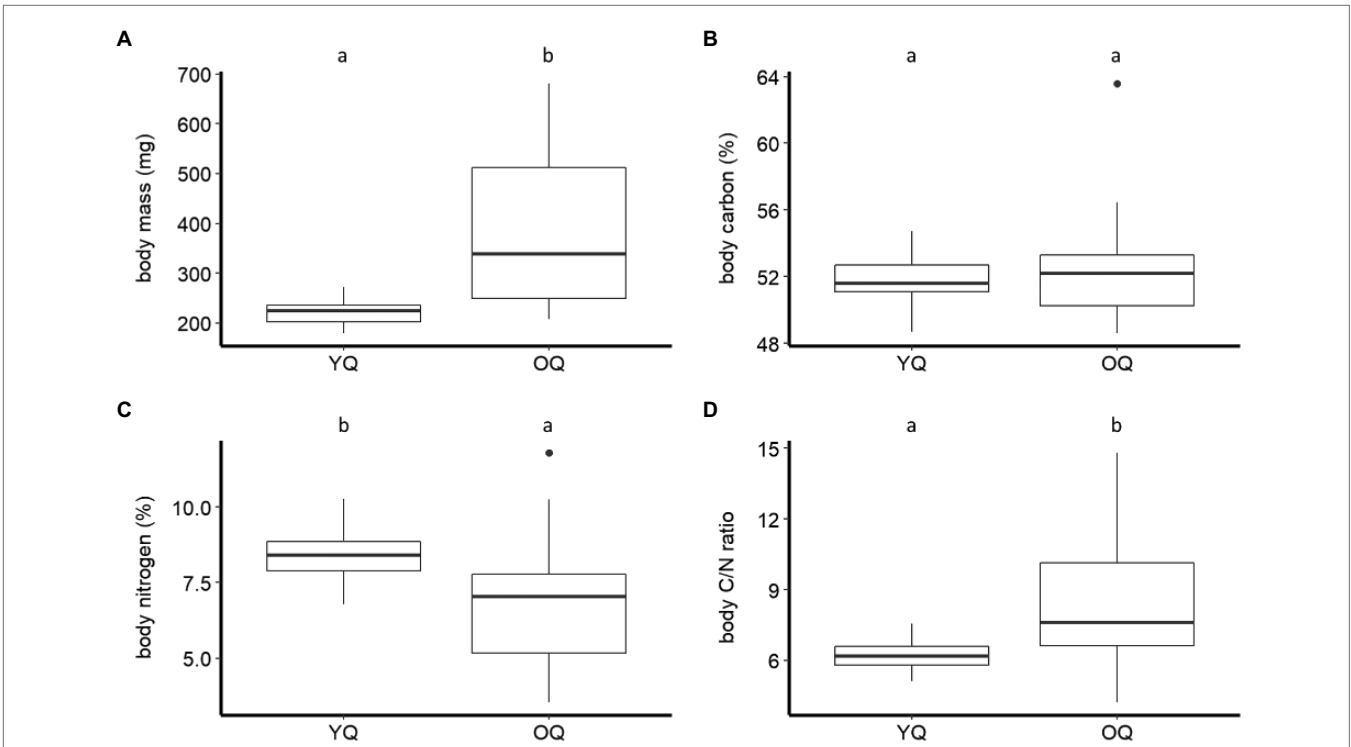 A
a
b
body mass (mg)
700
600
500
400
300
200
YQ
OQ
B
a
a
body carbon (%)
64
60
56
52
48
YQ
OQ
C
b
a
body nitrogen (%)
10.0
7.5
5.0
YQ
OQ
D
a
b
body C/N ratio
15
12
9
6
YQ
OQ